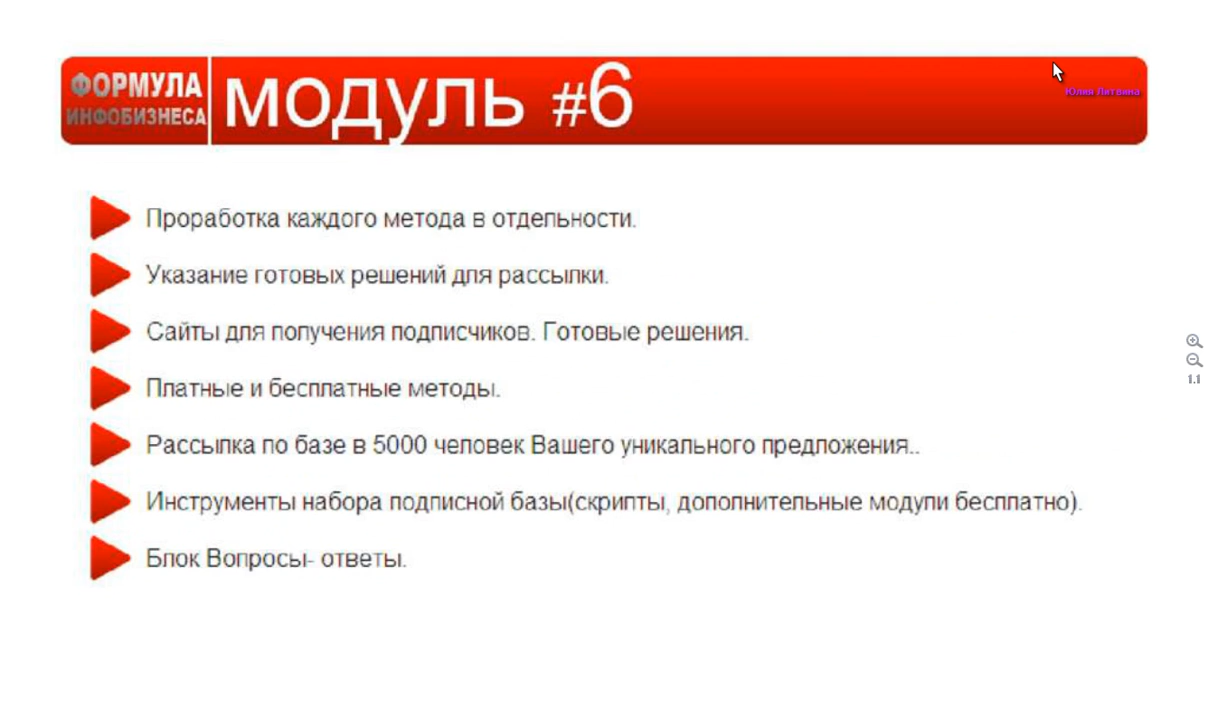 ФОРМУЛА
ИНФОБИЗНЕСА
модуль #6
Юлия Литвина
Проработка каждого метода в отдельности.
Указание готовых решений для рассылки.
Сайты для получения подписчиков. Готовые решения.
Платные и бесплатные методы.
Рассылка по базе в 5000 человек Вашего уникального предложения..
Инструменты набора подписной базы(скрипты, дополнительные модули бесплатно).
Блок Вопросы- ответы.
1.1